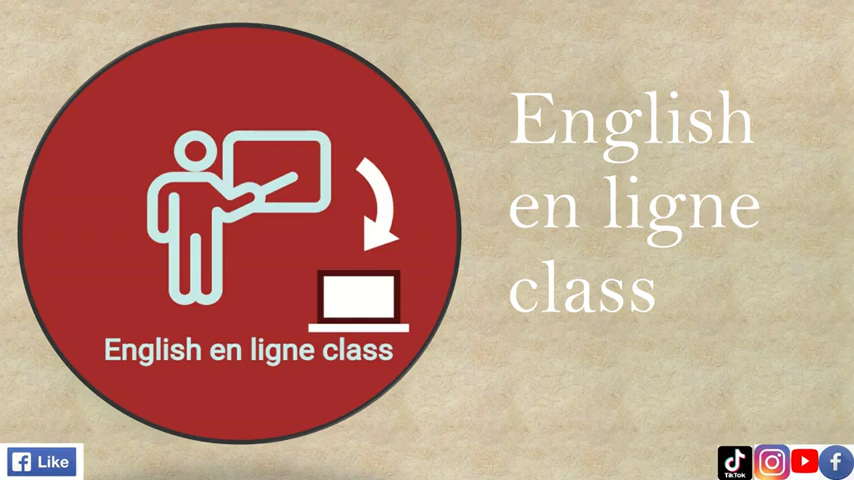 English
en ligne
class
English en ligne class
Like
TikTok